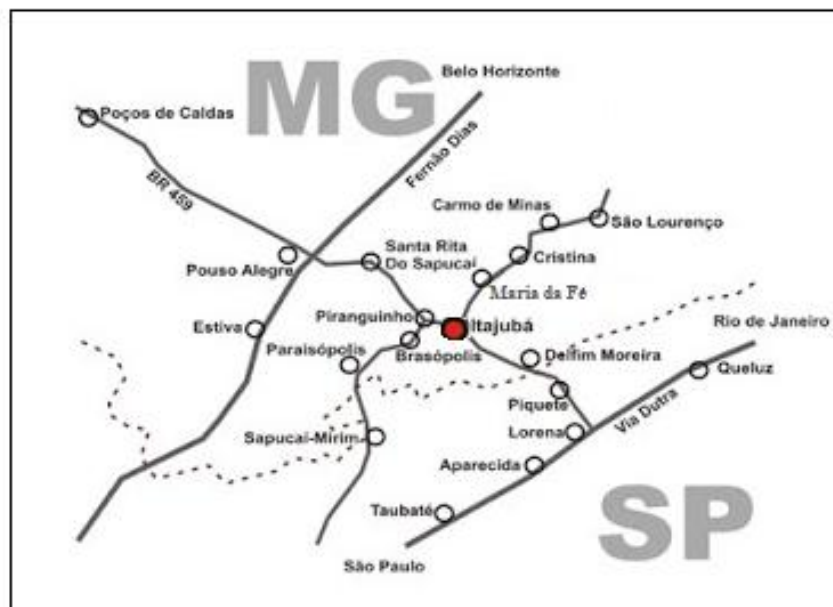 MG
Belo Horizonte
Poços de Caldas
Fernão Dias
BR 459
Carmo de Minas
São Lourenço
Santa Rita
Do Sapucaí
Cristina
Pouso Alegre
Maria da Fé
Piranguinho
Itajubá
Estiva
Rio de Janeiro
Paraisópolis
Brasópolis
Delfim Moreira
Queluz
Piquete
Via Dutra
Sapucai-Mirim
Lorena
Aparecida
Taubaté
SP
São Paulo